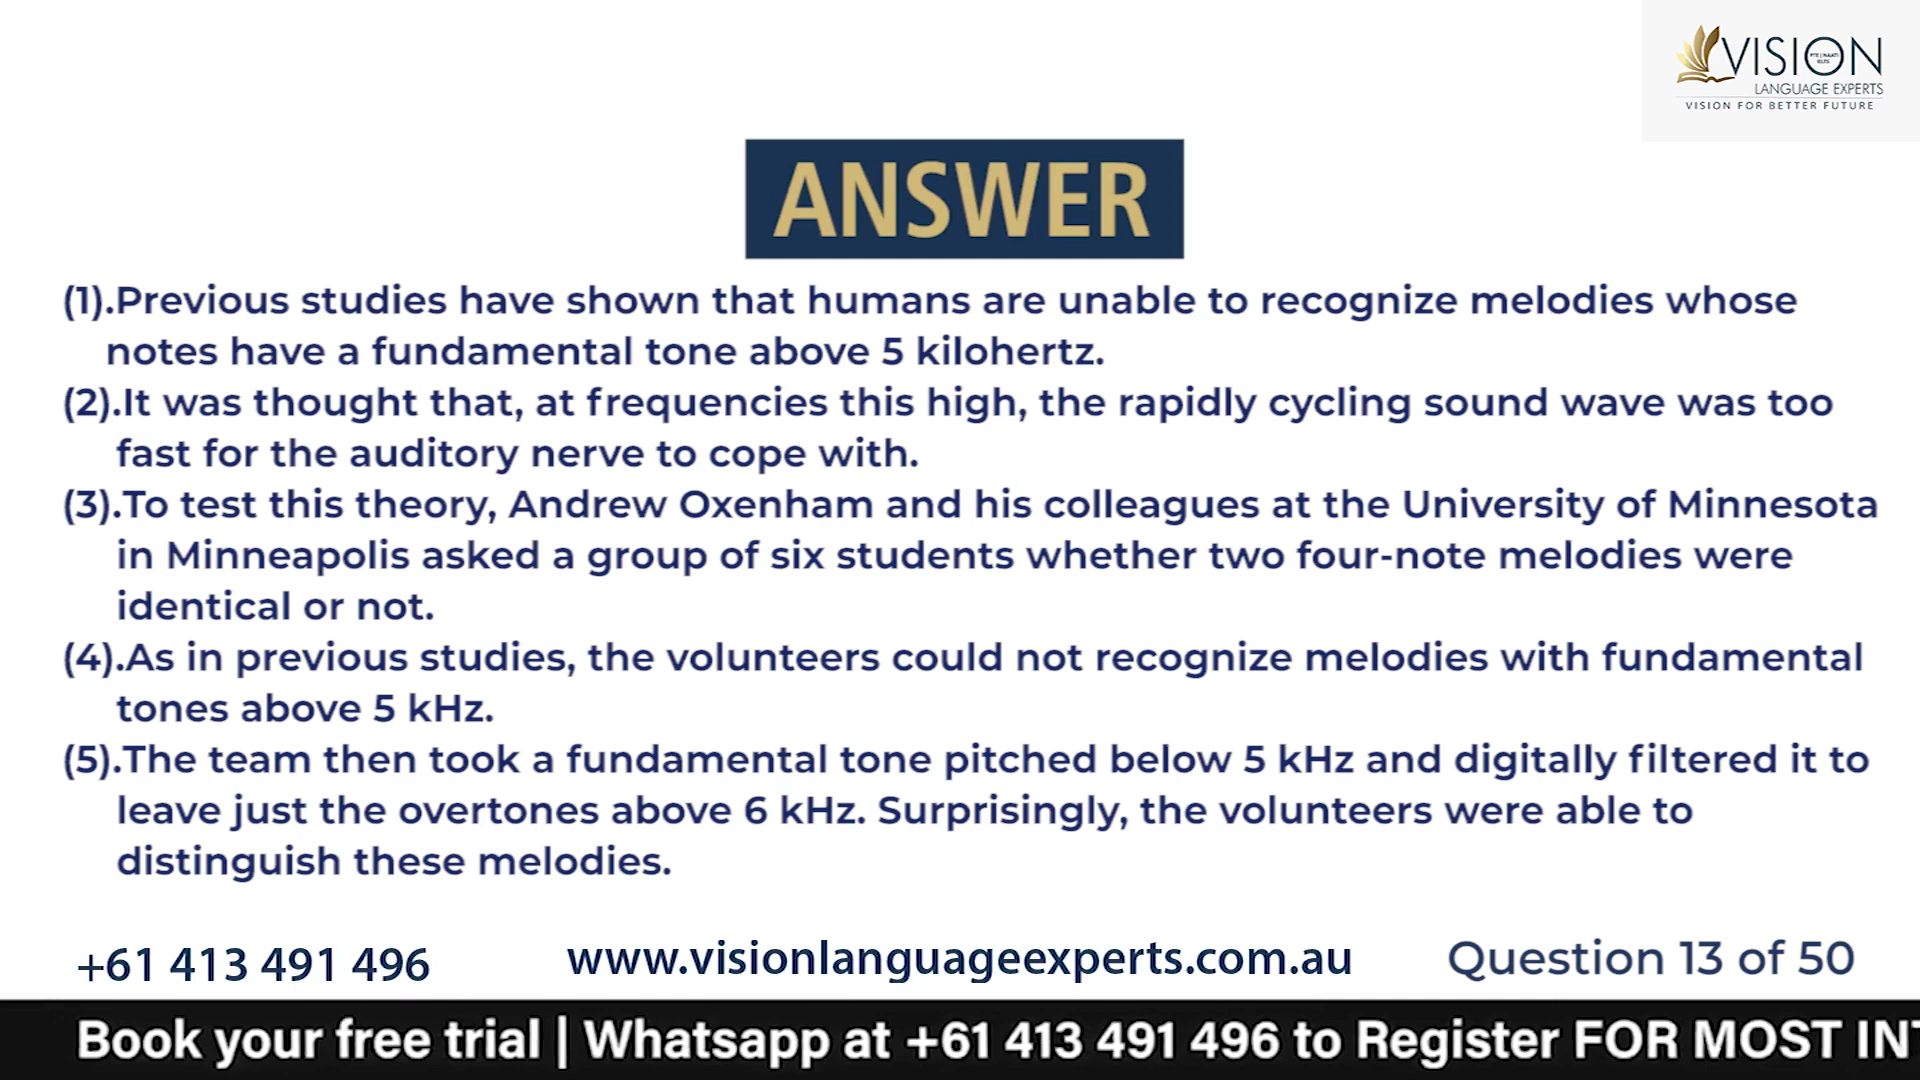 VISION
LANGUAGE EXPERTS
VISION FOR BETTER FUTURE
ANSWER
(1).Previous studies have shown that humans are unable to recognize melodies whose
notes have a fundamental tone above 5 kilohertz.
(2).It was thought that, at frequencies this high, the rapidly cycling sound wave was too
fast for the auditory nerve to cope with.
(3).To test this theory, Andrew Oxenham and his colleagues at the University of Minnesota
in Minneapolis asked a group of six students whether two four-note melodies were
identical or not.
(4).As in previous studies, the volunteers could not recognize melodies with fundamental
tones above 5 kHz.
(5).The team then took a fundamental tone pitched below 5 kHz and digitally filtered it to
leave just the overtones above 6 kHz. Surprisingly, the volunteers were able to
distinguish these melodies.
+61 413 491 496
www.visionlanguageexperts.com.au
Question 13 of 50
Book your free trial | Whatsapp at +61 413 491 496 to Register FOR MOST INT